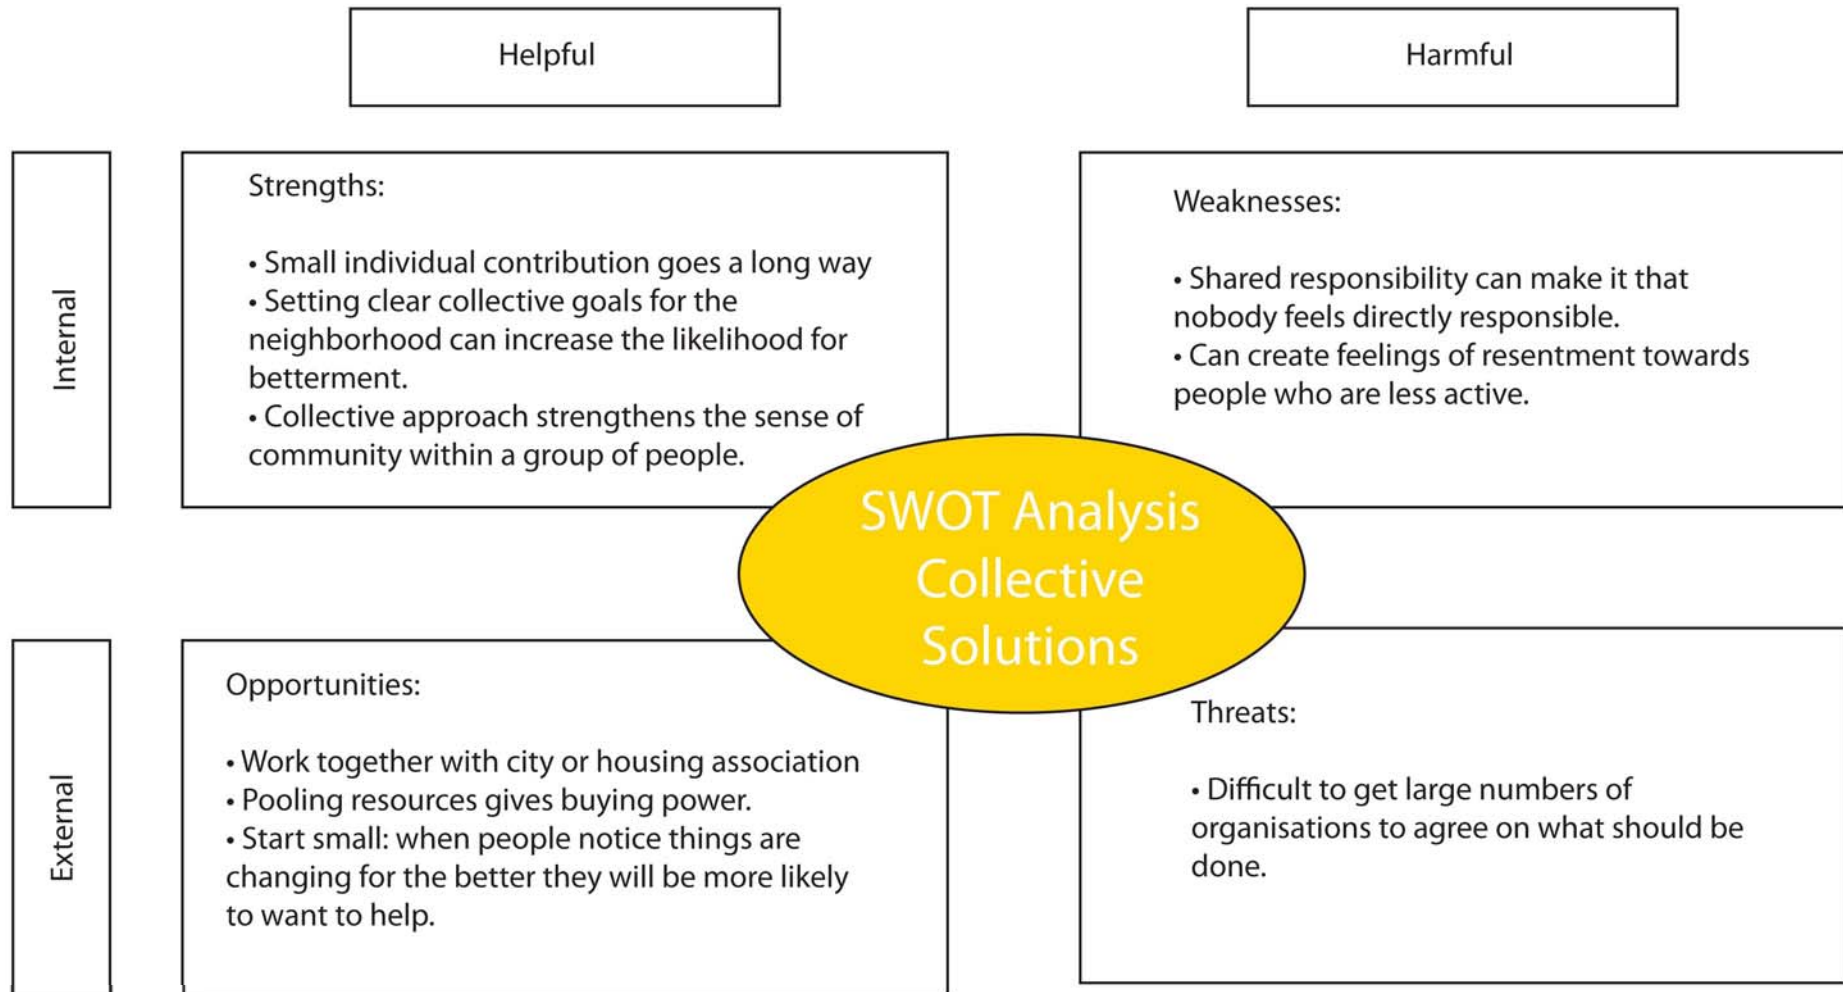 Helpful
Harmful
Internal
Strengths:
• Small individual contribution goes a long way
• Setting clear collective goals for the
neighborhood can increase the likelihood for
betterment.
• Collective approach strengthens the sense of
community within a group of people.
Weaknesses:
• Shared responsibility can make it that
nobody feels directly responsible.
• Can create feelings of resentment towards
people who are less active.
SWOT Analysis
Collective
Solutions
External
Opportunities:
• Work together with city or housing association
• Pooling resources gives buying power.
• Start small: when people notice things are
changing for the better they will be more likely
to want to help.
Threats:
• Difficult to get large numbers of
organisations to agree on what should be
done.